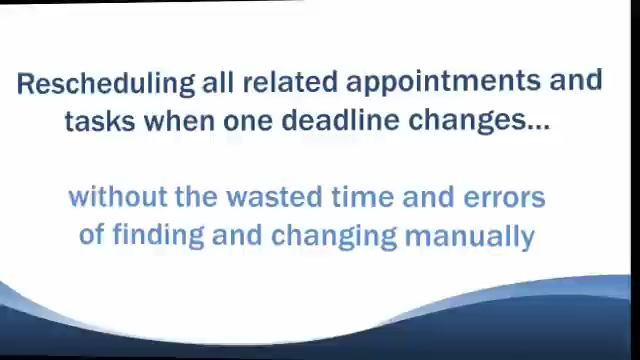 Rescheduling all related appointments and
tasks when one deadline changes...
without the wasted time and errors
of finding and changing manually